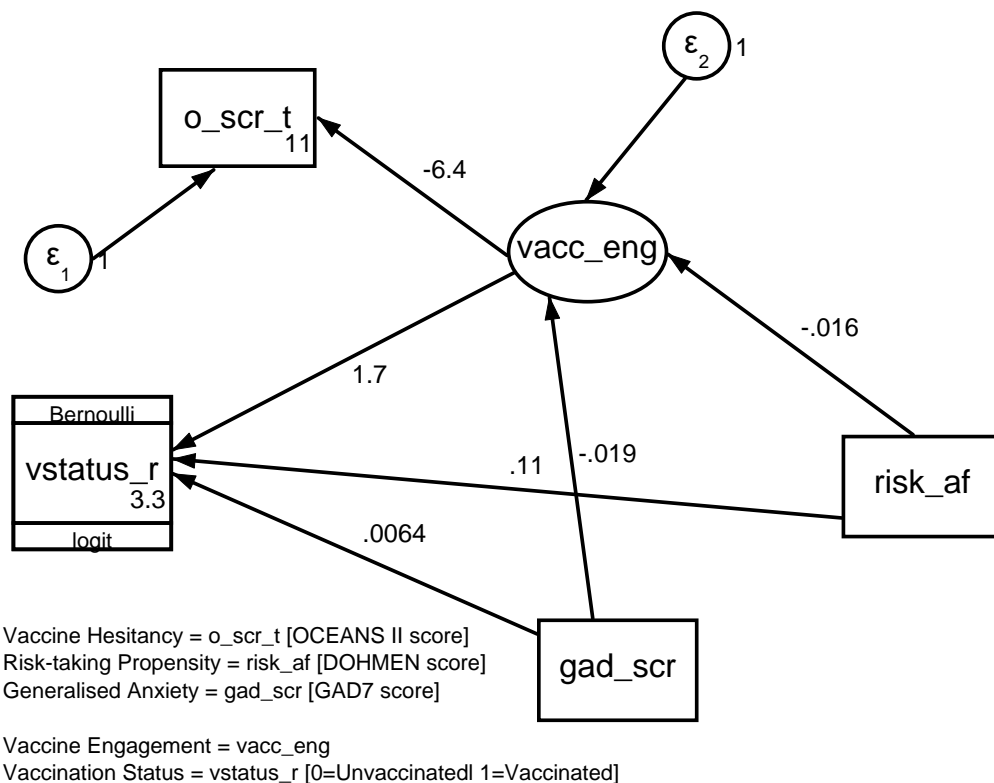 ε2 1
o_scr_t
11
-6.4
ε1 1
vacc_eng
-.016
1.7
Bernoulli
vstatus_r
3.3
logit
.11
-.019
risk_af
.0064
Vaccine Hesitancy = o_scr_t [OCEANS II score]
Risk-taking Propensity = risk_af [DOHMEN score]
Generalised Anxiety = gad_scr [GAD7 score]
gad_scr
Vaccine Engagement = vacc_eng
Vaccination Status = vstatus_r [0=Unvaccinatedl 1=Vaccinated]